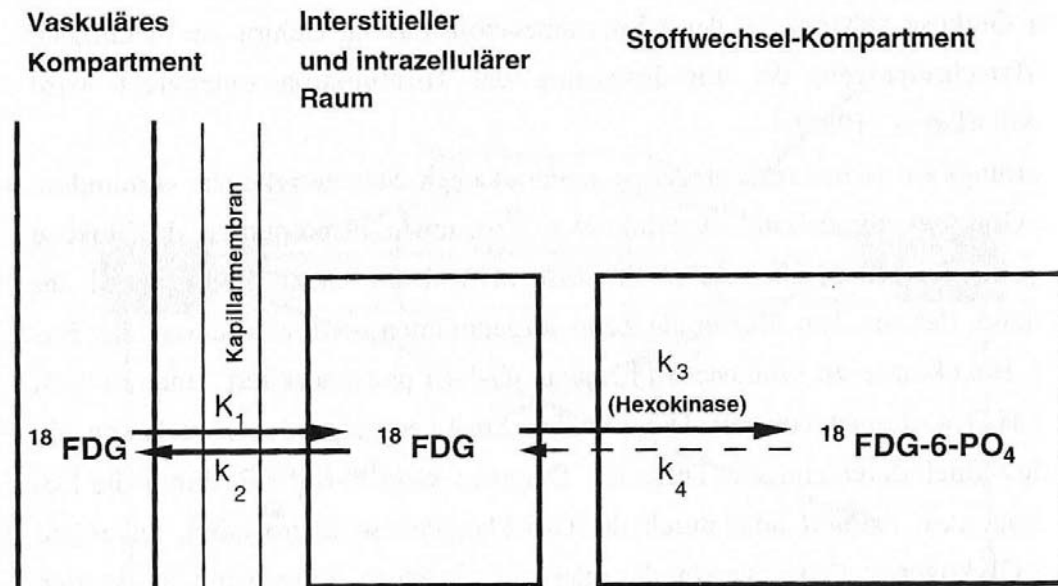 Vaskuläres
Kompartment
Interstitieller
und intrazellulärer
Raum
Stoffwechsel-Kompartment
Kapillarmembran
K1
k2
k3
(Hexokinase)
k4
18 FDG
18 FDG
18 FDG-6-PO4